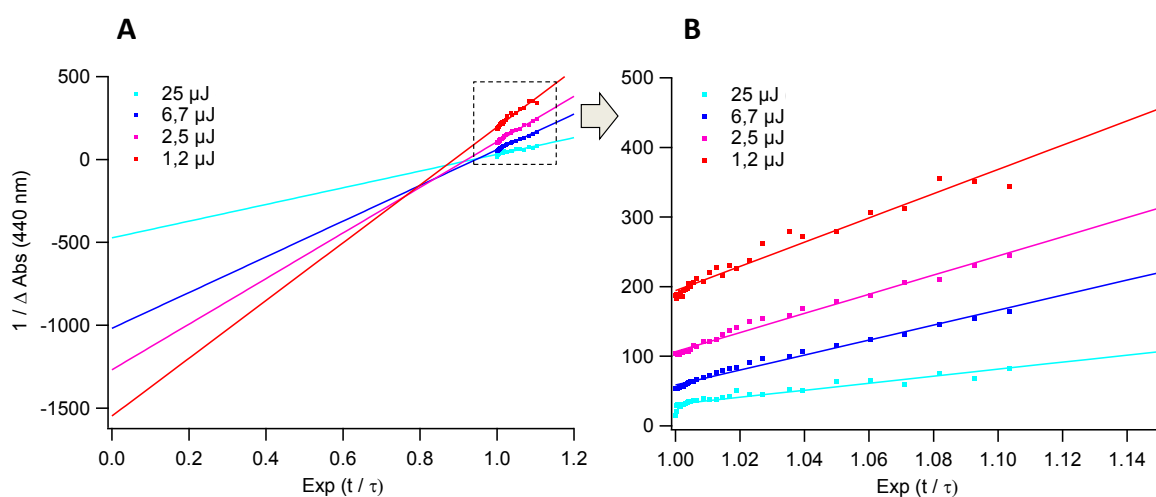 A
B
1 / Δ Abs (440 nm)
500
0
-500
-1000
-1500
25 µJ
6,7 µJ
2,5 µJ
1,2 µJ
0.0 0.2 0.4 0.6 0.8 1.0 1.2
Exp (t / τ)
500
400
300
200
100
0
25 µJ
6,7 µJ
2,5 µJ
1,2 µJ
1.00 1.02 1.04 1.06 1.08 1.10 1.12 1.14
Exp (t / τ)